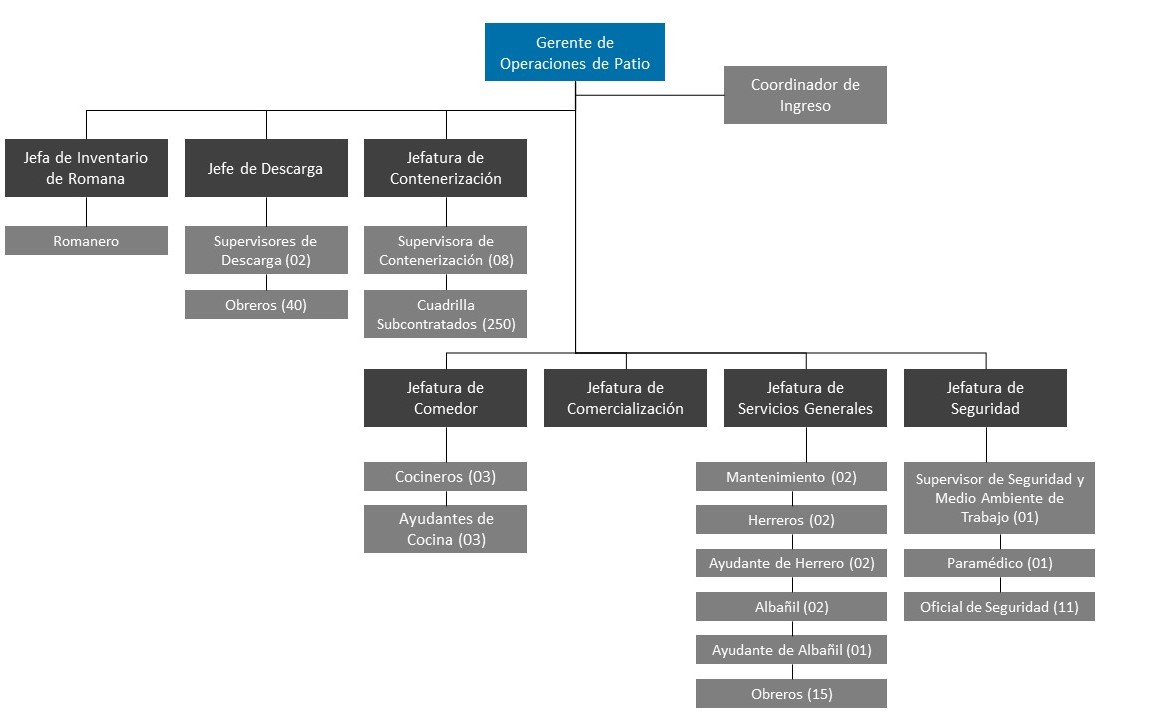 Gerente de
Operaciones de Patio
Coordinador de
Ingreso
Jefa de Inventario
de Romana
Jefe de Descarga
Jefatura de
Contenerización
Romanero
Supervisores de
Descarga (02)
Supervisora de
Contenerización (08)
Obreros (40)
Cuadrilla
Subcontratados (250)
Jefatura de
Comedor
Jefatura de
Comercialización
Jefatura de
Servicios Generales
Jefatura de
Seguridad
Cocineros (03)
Ayudantes de
Cocina (03)
Mantenimiento (02)
Herreros (02)
Ayudante de Herrero (02)
Albañil (02)
Ayudante de Albañil (01)
Obreros (15)
Supervisor de Seguridad y
Medio Ambiente de
Trabajo (01)
Paramédico (01)
Oficial de Seguridad (11)